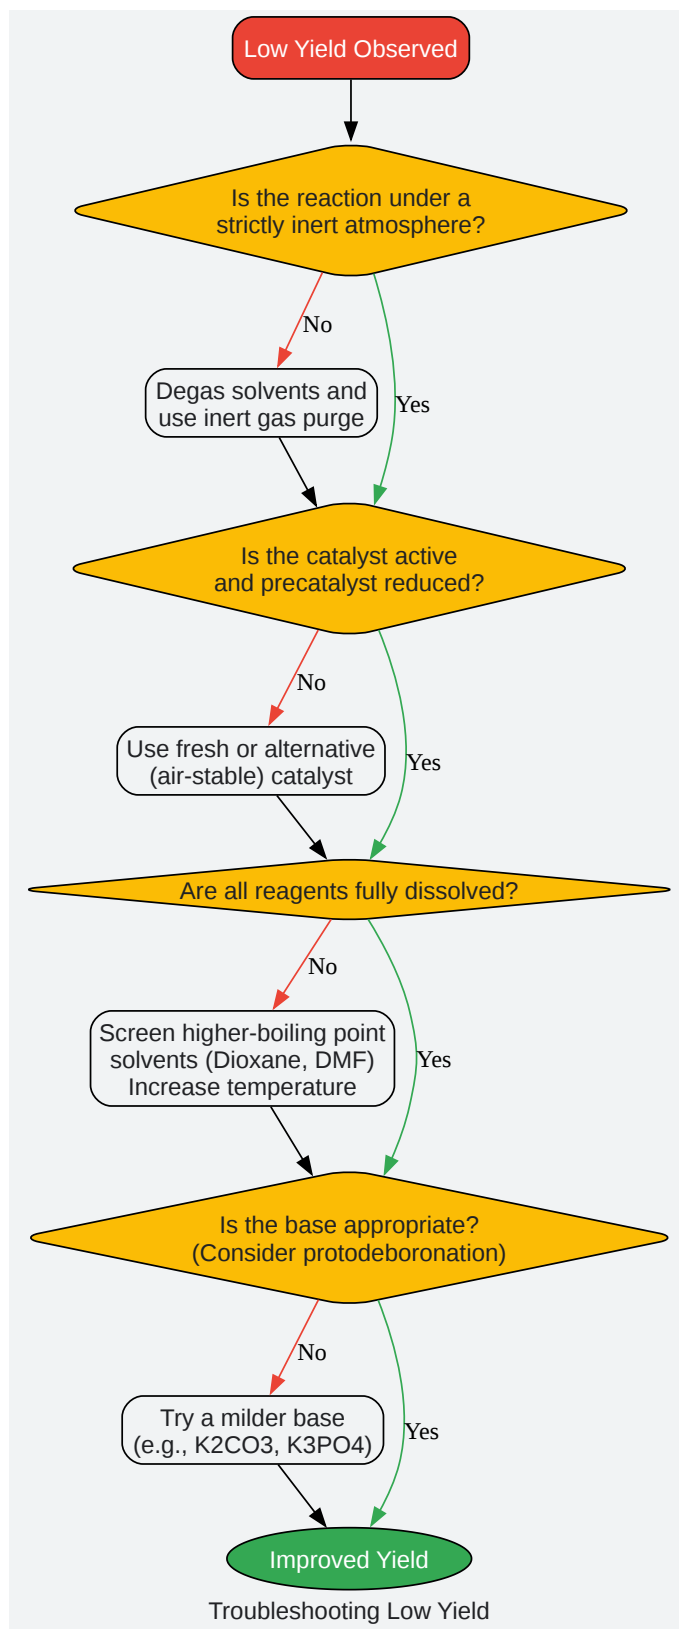 Low Yield Observed
Is the reaction under a
strictly inert atmosphere?
No
Degas solvents and
use inert gas purge
Yes
Is the catalyst active
and precatalyst reduced?
No
Use fresh or alternative
(air-stable) catalyst
Yes
Are all reagents fully dissolved?
No
Screen higher-boiling point
solvents (Dioxane, DMF)
Increase temperature
Yes
Is the base appropriate?
(Consider protodeboronation)
No
Try a milder base
(e.g., K2CO3, K3PO4)
Yes
Improved Yield
Troubleshooting Low Yield